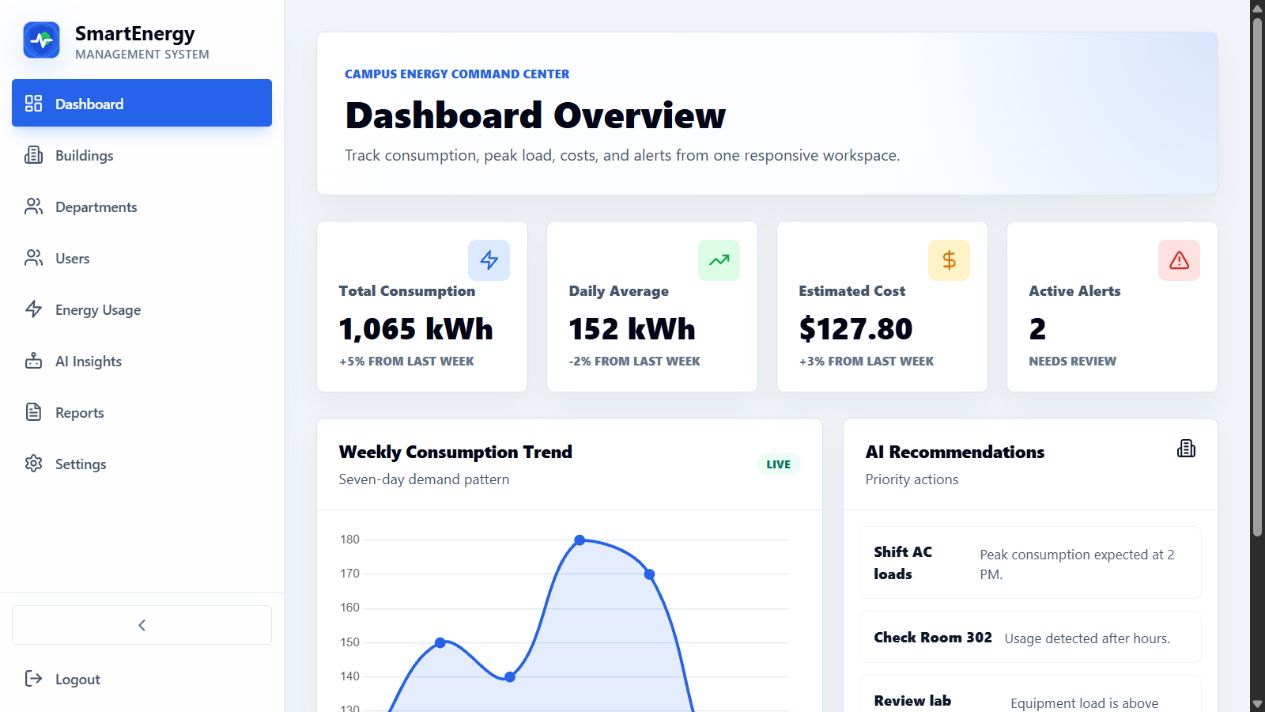 SmartEnergy
MANAGEMENT SYSTEM
Dashboard
Buildings
Departments
Users
Energy Usage
AI Insights
Reports
Settings
Logout
CAMPUS ENERGY COMMAND CENTER
Dashboard Overview
Track consumption, peak load, costs, and alerts from one responsive workspace.
Total Consumption
1,065 kWh
+5% FROM LAST WEEK
Daily Average
152 kWh
-2% FROM LAST WEEK
Estimated Cost
$127.80
+3% FROM LAST WEEK
Active Alerts
2
NEEDS REVIEW
Weekly Consumption Trend
Seven-day demand pattern
LIVE
180
170
160
150
140
130
AI Recommendations
Priority actions
Shift AC
loads
Peak consumption expected at 2
PM.
Check Room 302
Usage detected after hours.
Review lab
Equipment load is above